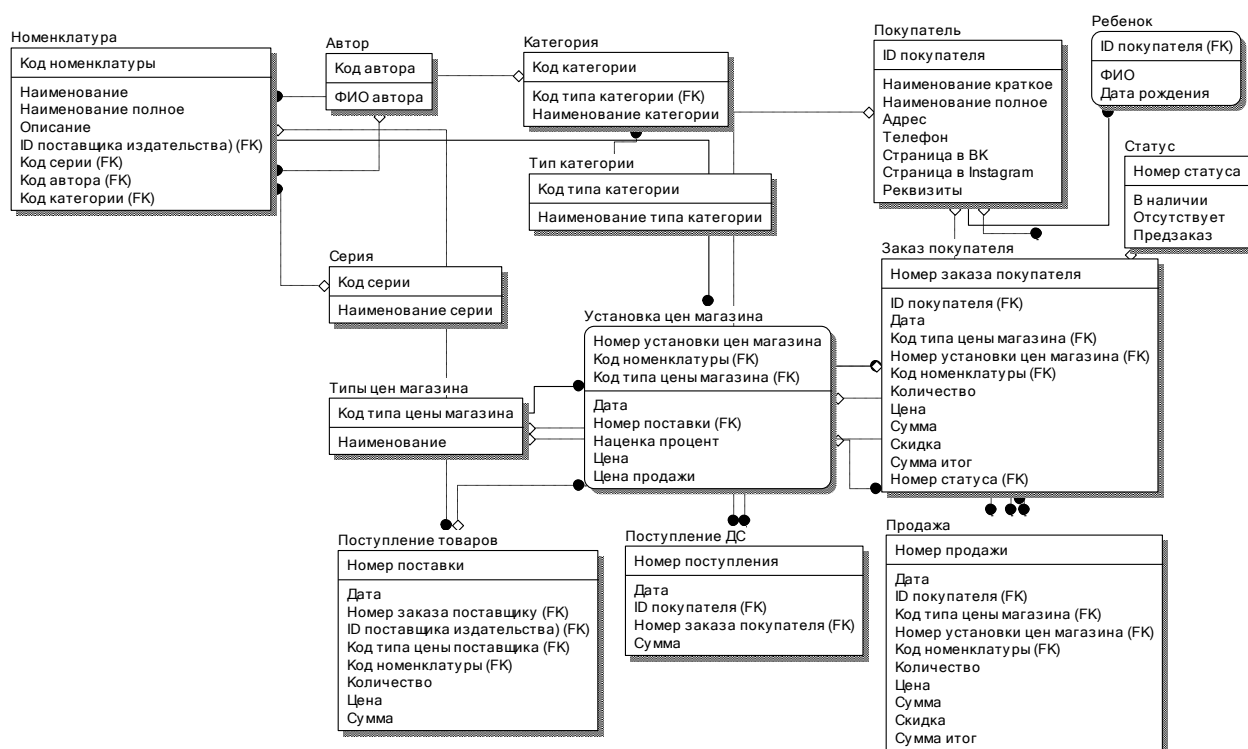 Номенклатура
Код номенклатуры
Наименование
Наименование полное
Описание
ID поставщика издательства) (FK)
Код серии (FK)
Код автора (FK)
Код категории (FK)
Автор
Код автора
ФИО автора
Категория
Код категории
Код типа категории (FK)
Наименование категории
Тип категории
Код типа категории
Наименование типа категории
Покупатель
ID покупателя
Наименование краткое
Наименование полное
Адрес
Телефон
Страница в ВК
Страница в Instagram
Реквизиты
Ребенок
ID покупателя (FK)
ФИО
Дата рождения
Статус
Номер статуса
В наличии
Отсутствует
Предзаказ
Серия
Код серии
Наименование серии
Типы цен магазина
Код типа цены магазина
Наименование
Установка цен магазина
Номер установки цен магазина
Код номенклатуры (FK)
Код типа цены магазина (FK)
Дата
Номер поставки (FK)
Наценка процент
Цена
Цена продажи
Заказ покупателя
Номер заказа покупателя
ID покупателя (FK)
Дата
Код типа цены магазина (FK)
Номер установки цен магазина (FK)
Код номенклатуры (FK)
Количество
Цена
Сумма
Скидка
Сумма итог
Номер статуса (FK)
Поступление товаров
Номер поставки
Дата
Номер заказа поставщику (FK)
ID поставщика издательства) (FK)
Код типа цены поставщика (FK)
Код номенклатуры (FK)
Количество
Цена
Сумма
Поступление ДС
Номер поступления
Дата
ID покупателя (FK)
Номер заказа покупателя (FK)
Сумма
Продажа
Номер продажи
Дата
ID покупателя (FK)
Код типа цены магазина (FK)
Номер установки цен магазина (FK)
Код номенклатуры (FK)
Количество
Цена
Сумма
Скидка
Сумма итог